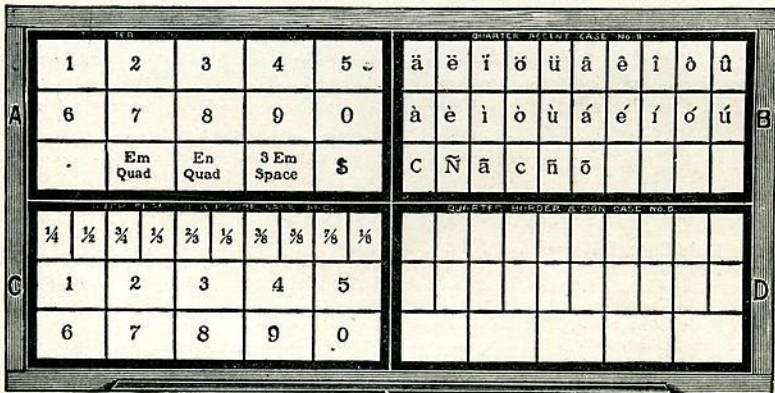 TER
1 2 3 4 5
6 7 8 9 0
. Em Quad En Quad 3 Em Space $
A
QUARTER ACCENT CASE No.
ä ë ï ö ü â ê î ô û
à è ì ò ù á é í ó ú
C Ñ ã c ñ õ
B
¼ ½ ¾ ⅓ ⅔ ⅛ ⅜ ⅝ ⅞ ⅙
1 2 3 4 5
6 7 8 9 0
C
QUARTER BORDER & SIGN CASE No.
D